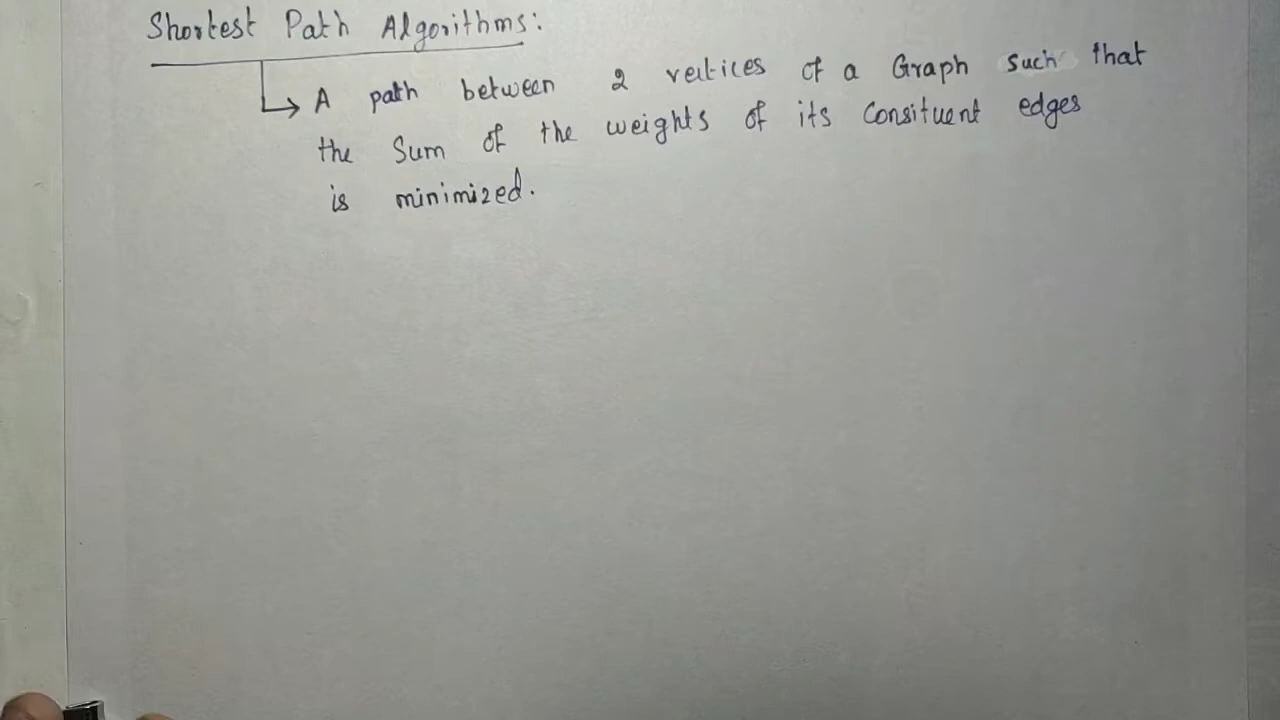 Shortest Path Algorithms:
A path between 2 vertices of a Graph such that
the Sum of the weights of its Consituent edges
is minimized.